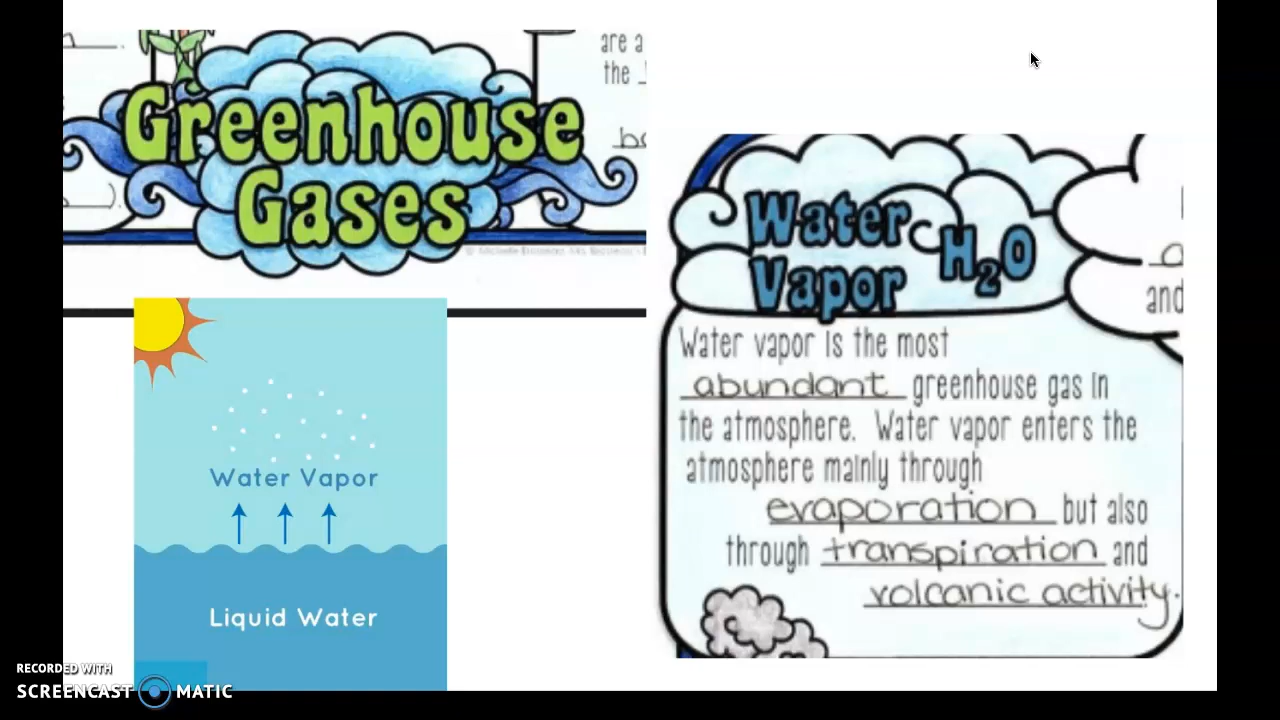 are a
the
Greenhouse
Gases
Water
Vapor
H₂O
and
Water vapor is the most
abundant greenhouse gas in
the atmosphere. Water vapor enters the
atmosphere mainly through
evaporation but also
through transpiration and
volcanic activity.
Water Vapor
Liquid Water
RECORDED WITH
SCREENCAST MATIC